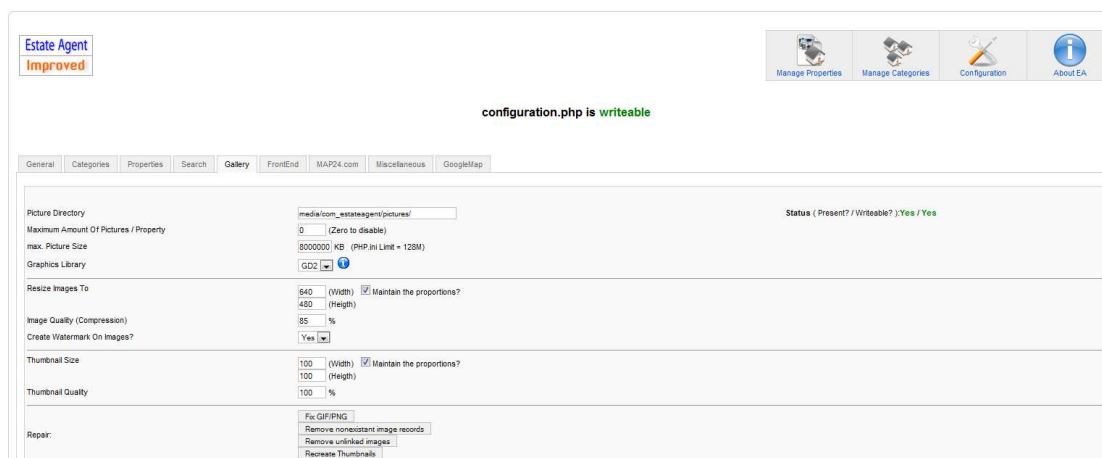 Estate Agent
Improved
Manage Properties Manage Categories Configuration About EA
configuration.php is writeable
General Categories Properties Search Gallery FrontEnd MAP24.com Miscellaneous GoogleMap
Picture Directory media/com_estateagent/pictures/ Status ( Present? / Writeable? ):Yes / Yes
Maximum Amount Of Pictures / Property 0 (Zero to disable)
max. Picture Size 8000000 KB (PHP.ini Limit = 128M)
Graphics Library GD2
Resize Images To 640 (Width) Maintain the proportions?
480 (Heigth)
Image Quality (Compression) 85 %
Create Watermark On Images? Yes
Thumbnail Size 100 (Width) Maintain the proportions?
100 (Heigth)
Thumbnail Quality 100 %
Fix GIF/PNG
Remove nonexistant image records
Repair:
Remove unlinked images
Recreate Thumbnails